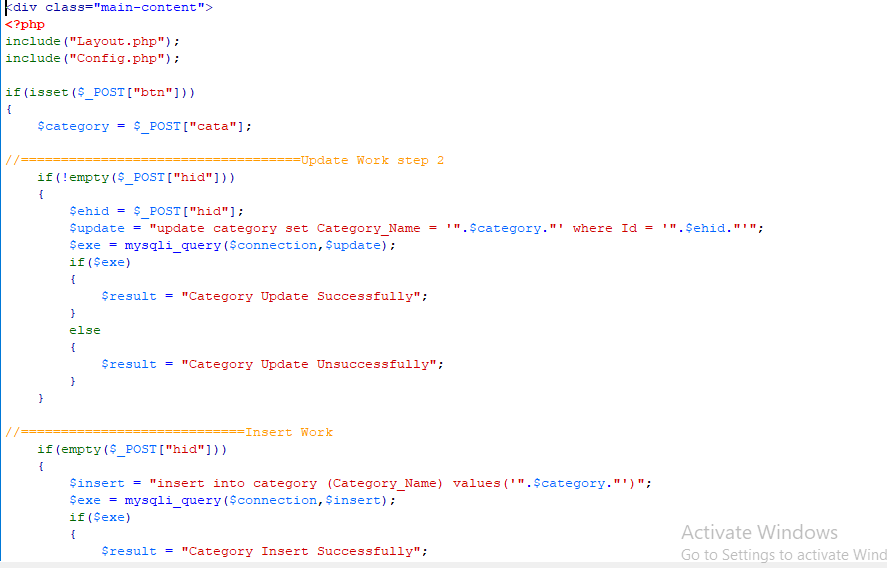 <div class="main-content">
<?php
include("Layout.php");
include("Config.php");

if(isset($_POST["btn"]))
{
    $category = $_POST["cata"];

//===================================Update Work step 2
    if(!empty($_POST["hid"]))
    {
        $ehid = $_POST["hid"];
        $update = "update category set Category_Name = '".$category."' where Id = '".$ehid."'";
        $exe = mysqli_query($connection,$update);
        if($exe)
        {
            $result = "Category Update Successfully";
        }
        else
        {
            $result = "Category Update Unsuccessfully";
        }
    }

//============================Insert Work
    if(empty($_POST["hid"]))
    {
        $insert = "insert into category (Category_Name) values('".$category."')";
        $exe = mysqli_query($connection,$insert);
        if($exe)
        {
            $result = "Category Insert Successfully";
Activate Windows
Go to Settings to activate Wind